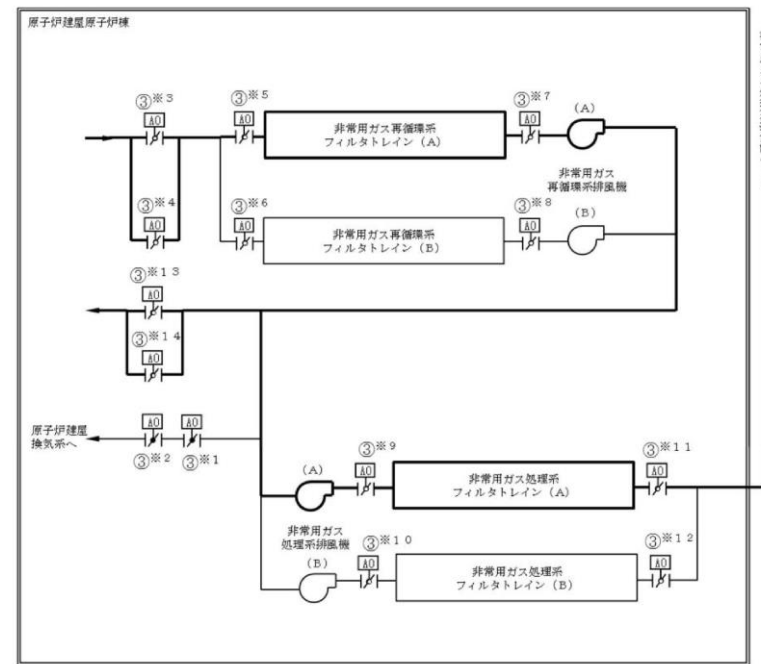 原子炉建屋原子炉棟
③※3
AO
③※5
AO
非常用ガス再循環系
フィルタトレイン(A)
③※7
AO
(A)
③※4
AO
③※6
AO
非常用ガス再循環系
フィルタトレイン(B)
③※8
AO
非常用ガス
再循環系排風機
(B)
③※13
AO
③※14
AO
原子炉建屋
換気系へ
AO
③※2
AO
③※1
(A)
③※9
AO
非常用ガス処理系
フィルタトレイン(A)
③※11
AO
非常用ガス
処理系排風機
(B)
③※10
AO
非常用ガス処理系
フィルタトレイン(B)
③※12
AO